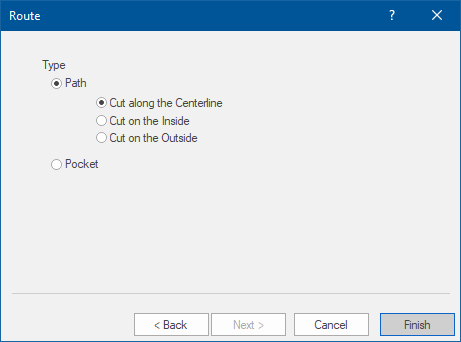 Route
?
Type
Path
Cut along the Centerline
Cut on the Inside
Cut on the Outside
Pocket
< Back Next > Cancel Finish